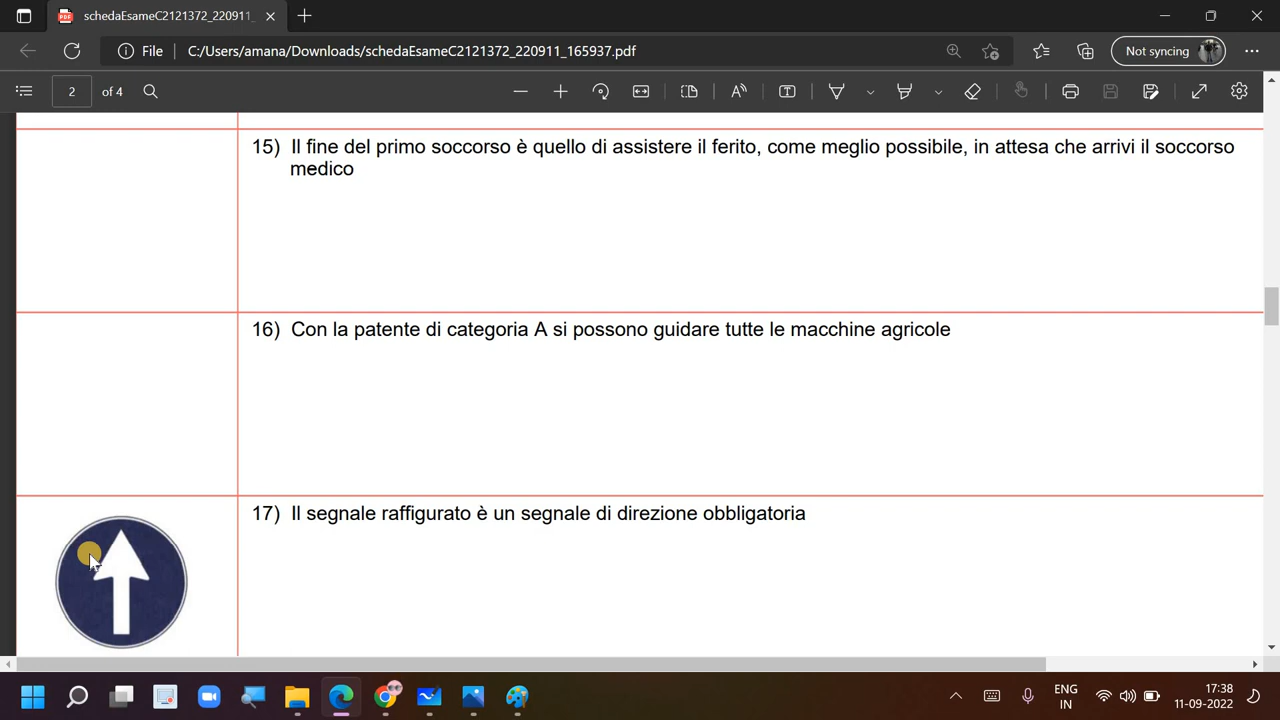 schedaEsameC2121372_220911_
File
C:/Users/amana/Downloads/schedaEsameC2121372_220911_165937.pdf
Not syncing
2 of 4
15) Il fine del primo soccorso è quello di assistere il ferito, come meglio possibile, in attesa che arrivi il soccorso
medico
16) Con la patente di categoria A si possono guidare tutte le macchine agricole
17) Il segnale raffigurato è un segnale di direzione obbligatoria
ENG
IN
17:38
11-09-2022